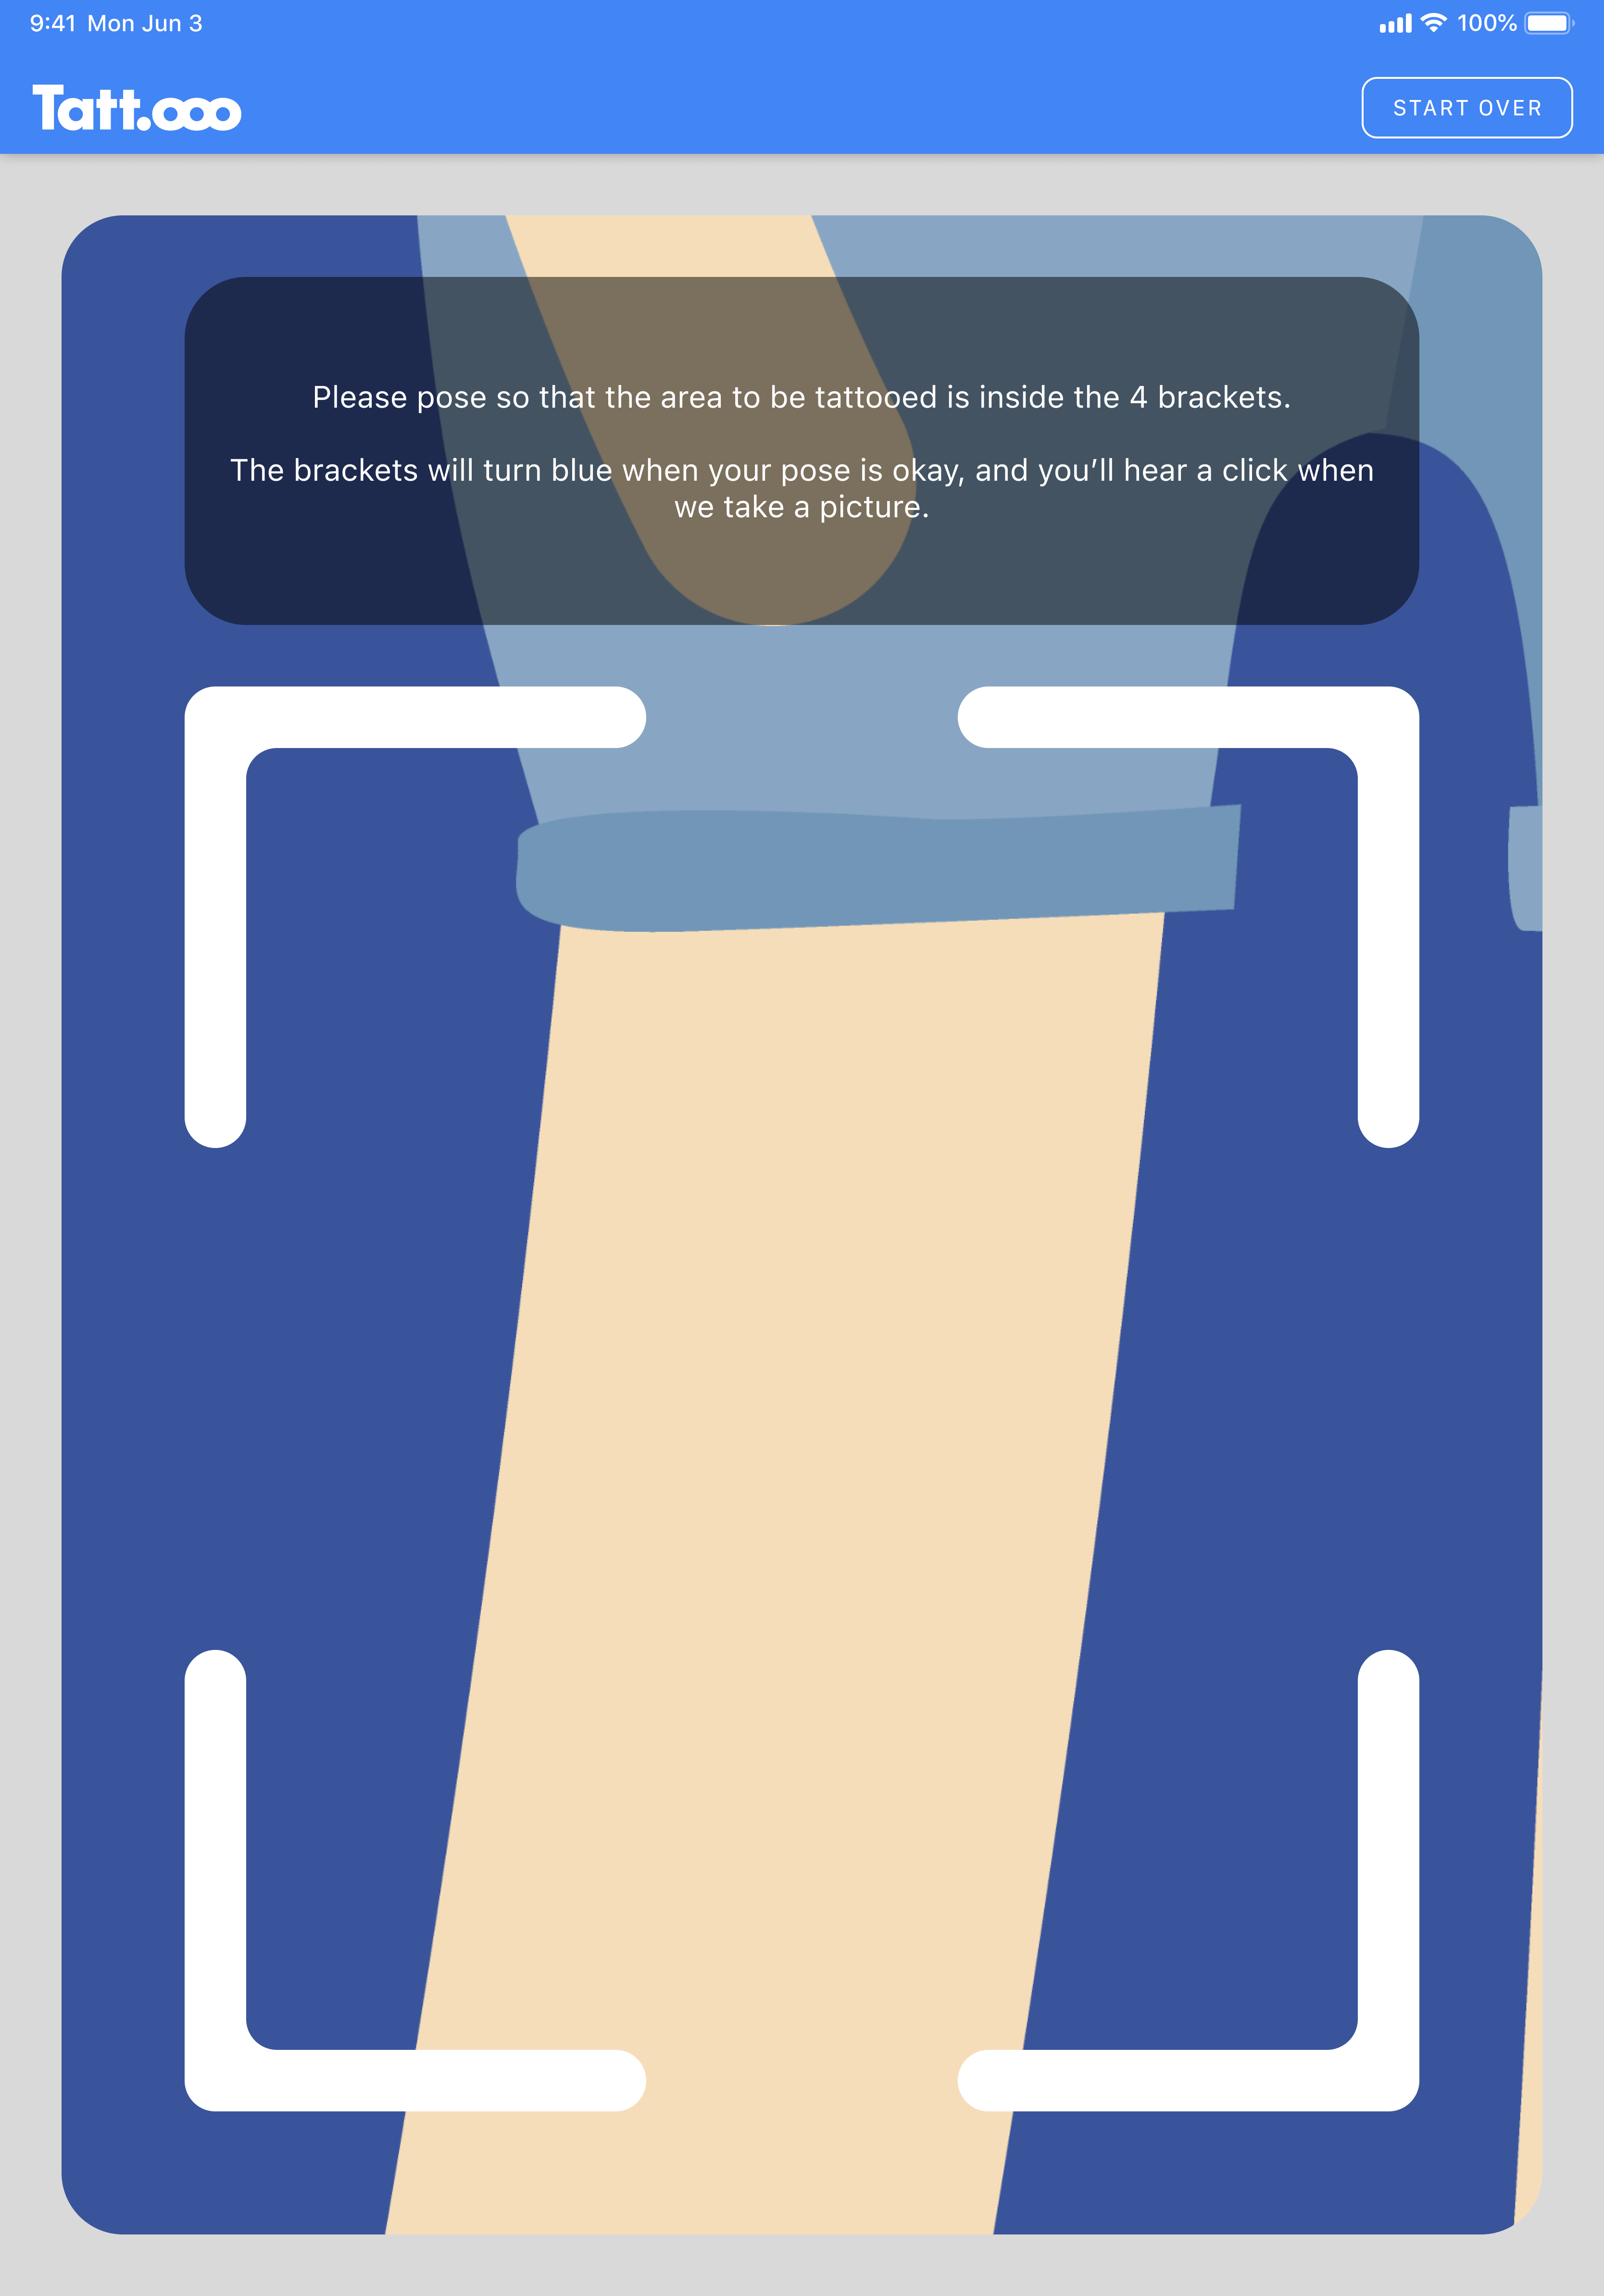 9:41 Mon Jun 3
100%
Tatt.ooo
START OVER
Please pose so that the area to be tattooed is inside the 4 brackets.
The brackets will turn blue when your pose is okay, and you’ll hear a click when
we take a picture.